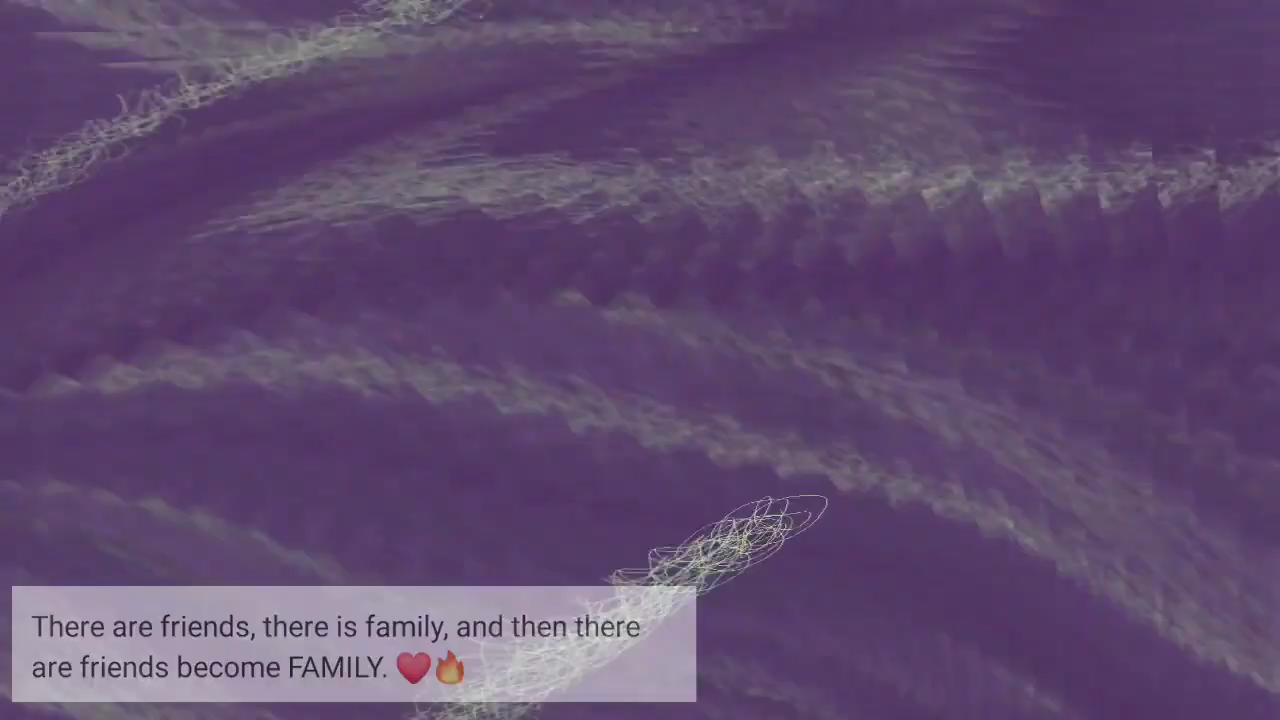 There are friends, there is family, and then there
are friends become FAMILY. ❤️🔥